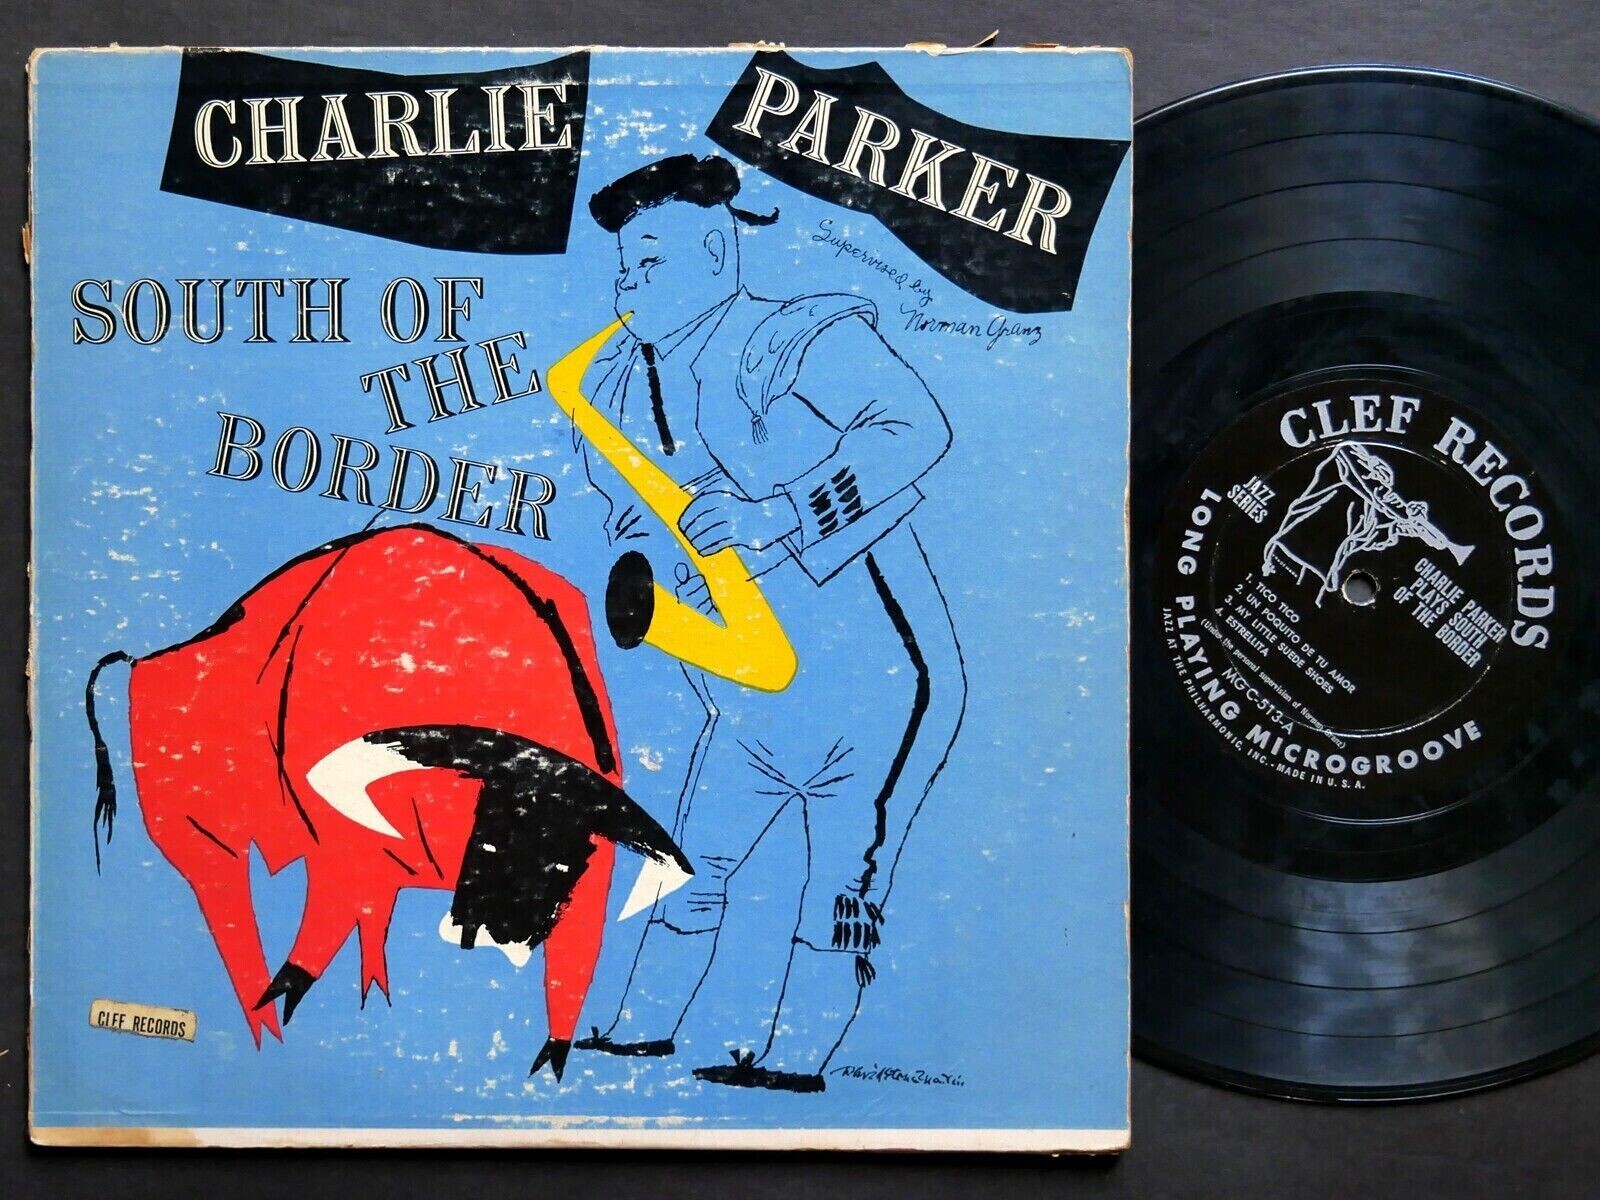 CHARLIE
PARKER
SOUTH OF
THE
BORDER
Supervised by
Norman Granz
CLEF RECORDS
David Stone Martin
CLEF RECORDS
JAZZ
SERIES
CHARLIE PARKER
PLAYS SOUTH
OF THE BORDER
1. TICO TICO
2. UN POQUITO DE TU AMOR
3. MY LITTLE SUEDE SHOES
4. ESTRELLITA
(Under the personal supervision of Norman Granz)
MGC-513-A
LONG PLAYING MICROGROOVE
JAZZ AT THE PHILHARMONIC, INC.-MADE IN U. S. A.